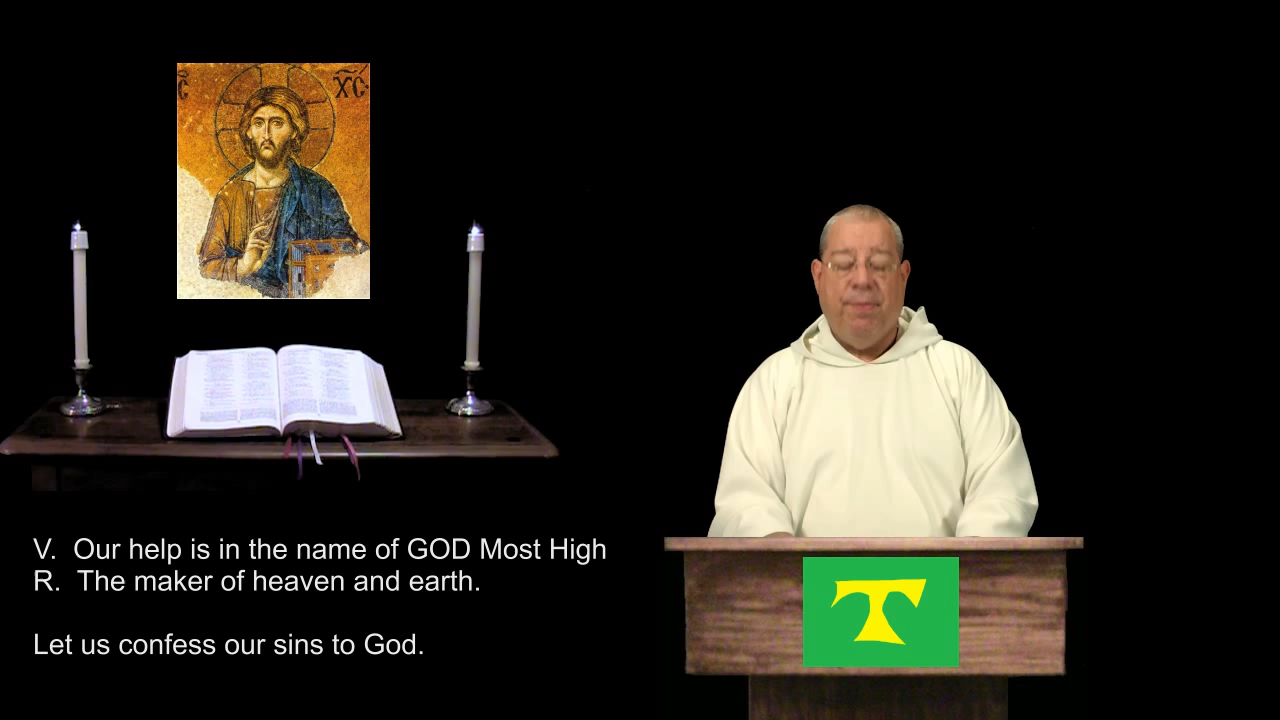 V.  Our help is in the name of GOD Most High
R.  The maker of heaven and earth.
Let us confess our sins to God.